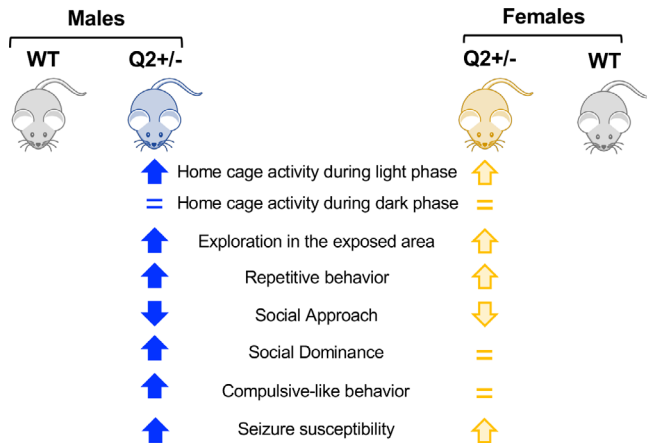 Males
Females
WT
Q2+/-
Q2+/-
WT
Home cage activity during light phase
= Home cage activity during dark phase =
Exploration in the exposed area
Repetitive behavior
Social Approach
Social Dominance =
Compulsive-like behavior =
Seizure susceptibility